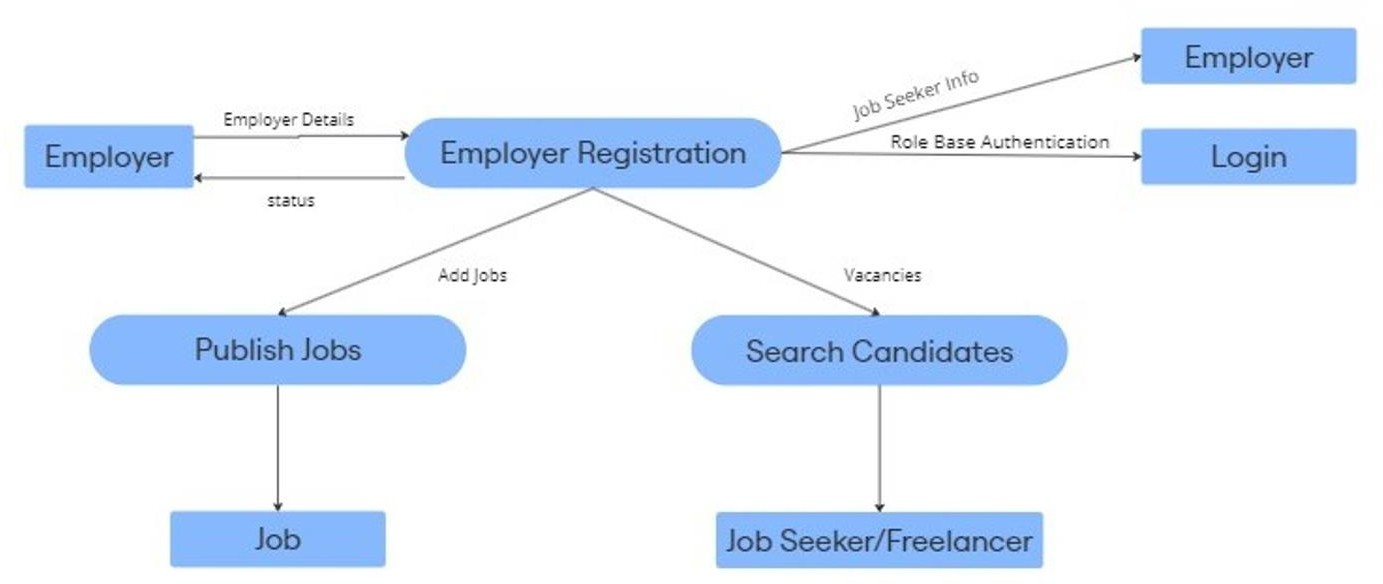 Employer
Job Seeker Info
Employer Details
Role Base Authentication
Employer
Employer Registration
Login
status
Add Jobs
Vacancies
Publish Jobs
Search Candidates
Job
Job Seeker/Freelancer